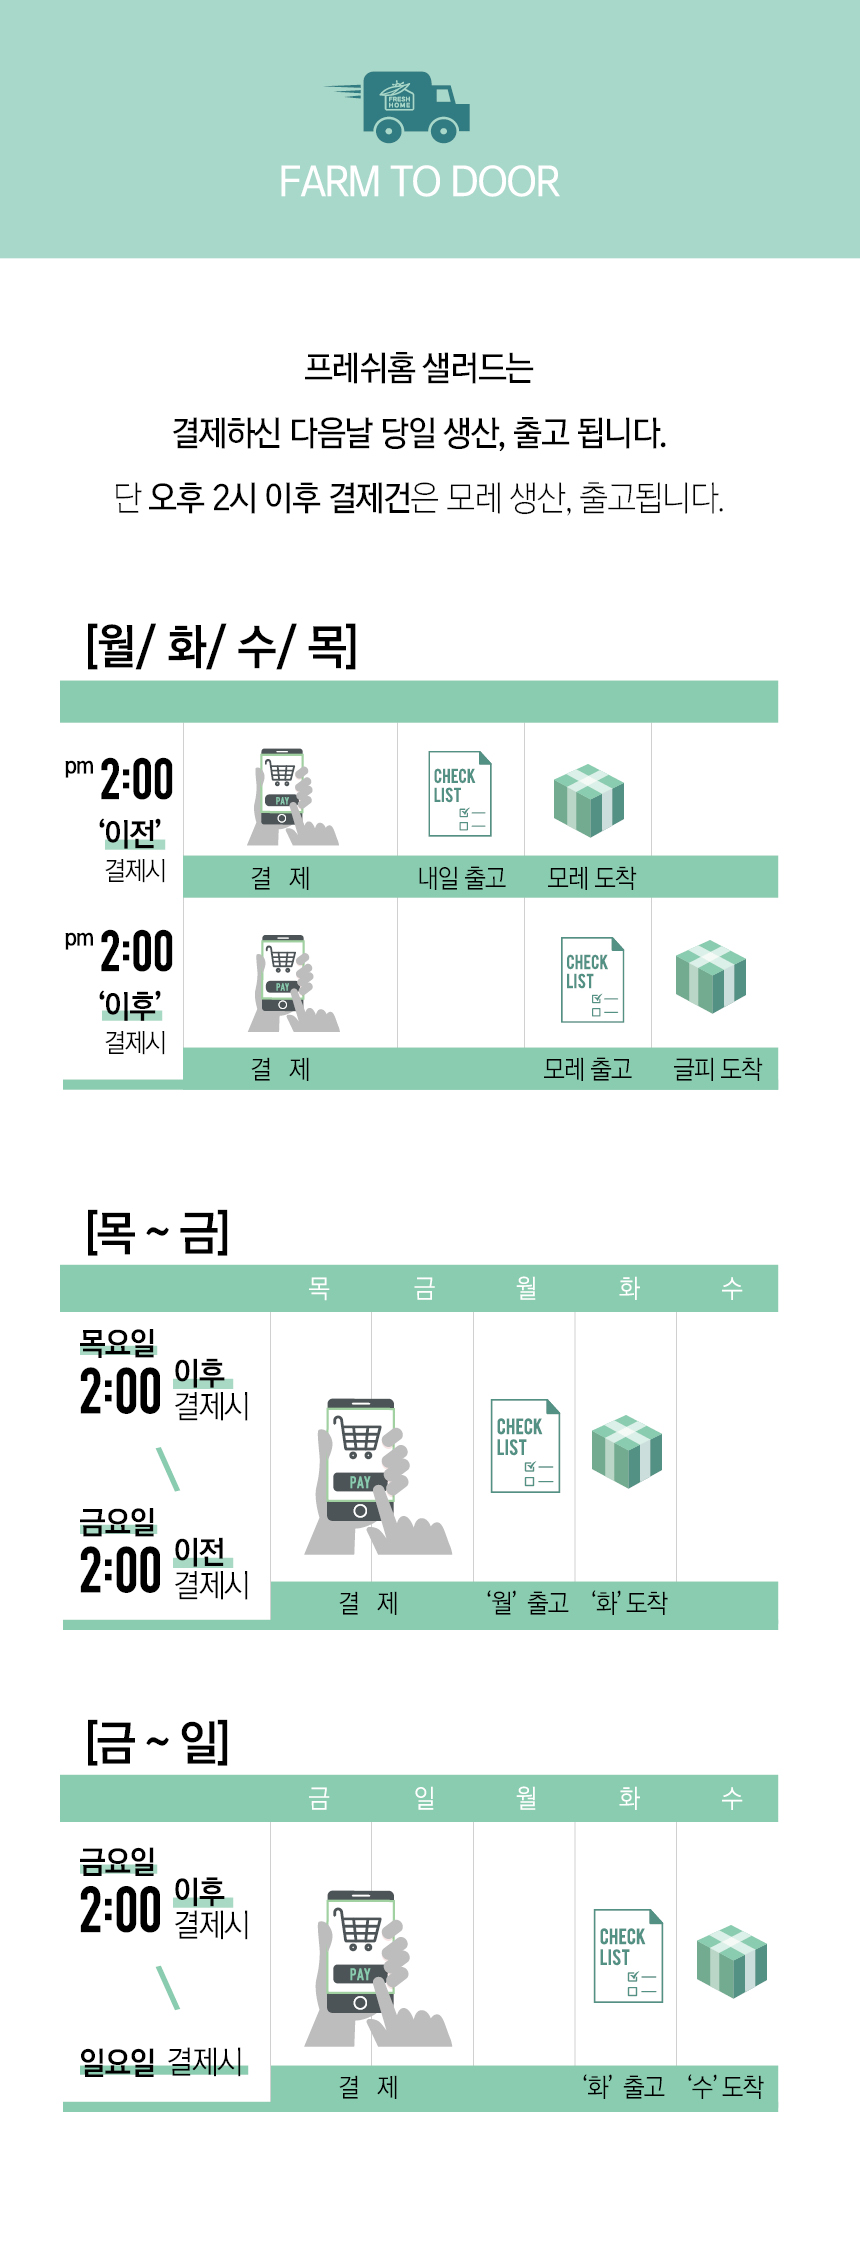 FRESH
HOME
FARM TO DOOR
프레쉬홈 샐러드는
결제하신 다음날 당일 생산, 출고 됩니다.
단 오후 2시 이후 결제건은 모레 생산, 출고됩니다.
[월/ 화/ 수/ 목]
pm 2:00
‘이전’
결제시
PAY
CHECK
LIST
결 제 내일 출고 모레 도착
pm 2:00
‘이후’
결제시
PAY
CHECK
LIST
결 제 모레 출고 글피 도착
[목 ~ 금]
목 금 월 화 수
목요일
2:00 이후
결제시
금요일
2:00 이전
결제시
PAY
CHECK
LIST
결 제 ‘월’ 출고 ‘화’ 도착
[금 ~ 일]
금 일 월 화 수
금요일
2:00 이후
결제시
일요일 결제시
PAY
CHECK
LIST
결 제 ‘화’ 출고 ‘수’ 도착